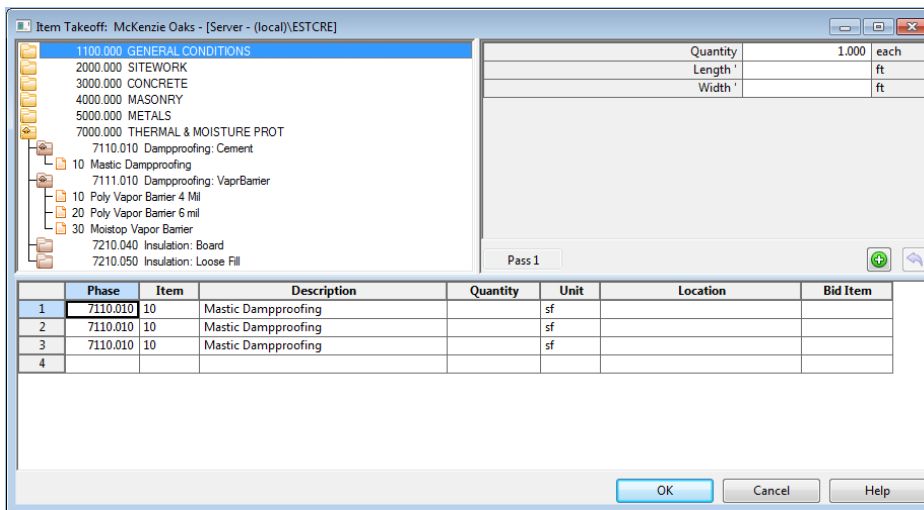 Item Takeoff: McKenzie Oaks - [Server - (local)\ESTCRE]
1100.000 GENERAL CONDITIONS
2000.000 SITEWORK
3000.000 CONCRETE
4000.000 MASONRY
5000.000 METALS
7000.000 THERMAL & MOISTURE PROT
7110.010 Dampproofing: Cement
10 Mastic Dampproofing
7111.010 Dampproofing: VaprBarrier
10 Poly Vapor Barrier 4 Mil
20 Poly Vapor Barrier 6 mil
30 Moistop Vapor Barrier
7210.040 Insulation: Board
7210.050 Insulation: Loose Fill
Quantity 1.000 each
Length ' ft
Width ' ft
Pass 1
Phase Item Description Quantity Unit Location Bid Item
1 7110.010 10 Mastic Dampproofing sf
2 7110.010 10 Mastic Dampproofing sf
3 7110.010 10 Mastic Dampproofing sf
4
OK Cancel Help